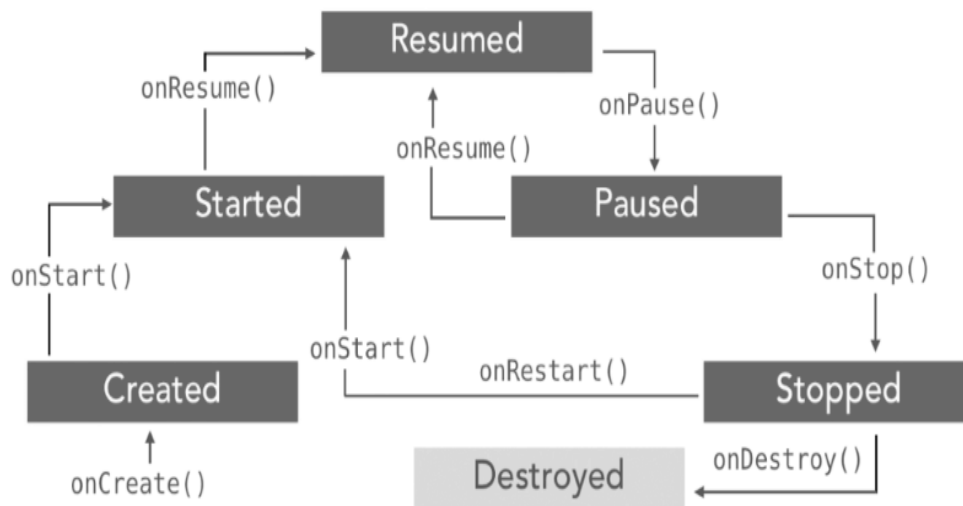 Resumed
onResume()
onPause()
onResume()
Started
Paused
onStart()
onStop()
onStart()
onRestart()
Created
Stopped
onCreate()
Destroyed
onDestroy()